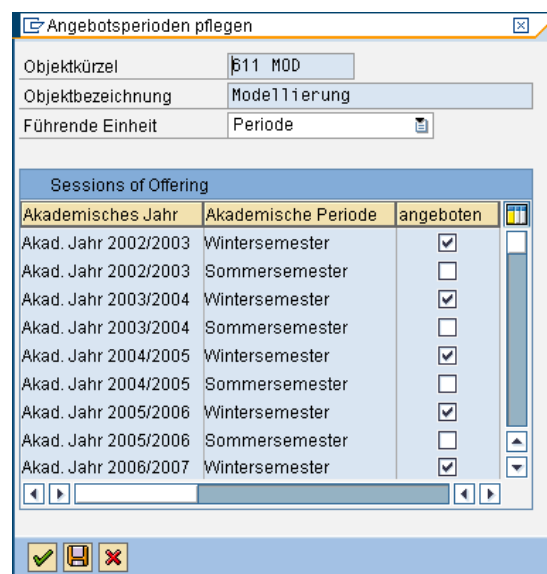 Angebotsperioden pflegen
Objektkürzel 611 MOD
Objektbezeichnung Modellierung
Führende Einheit Periode
Sessions of Offering
Akademisches Jahr Akademische Periode angeboten
Akad. Jahr 2002/2003 Wintersemester
Akad. Jahr 2002/2003 Sommersemester
Akad. Jahr 2003/2004 Wintersemester
Akad. Jahr 2003/2004 Sommersemester
Akad. Jahr 2004/2005 Wintersemester
Akad. Jahr 2004/2005 Sommersemester
Akad. Jahr 2005/2006 Wintersemester
Akad. Jahr 2005/2006 Sommersemester
Akad. Jahr 2006/2007 Wintersemester